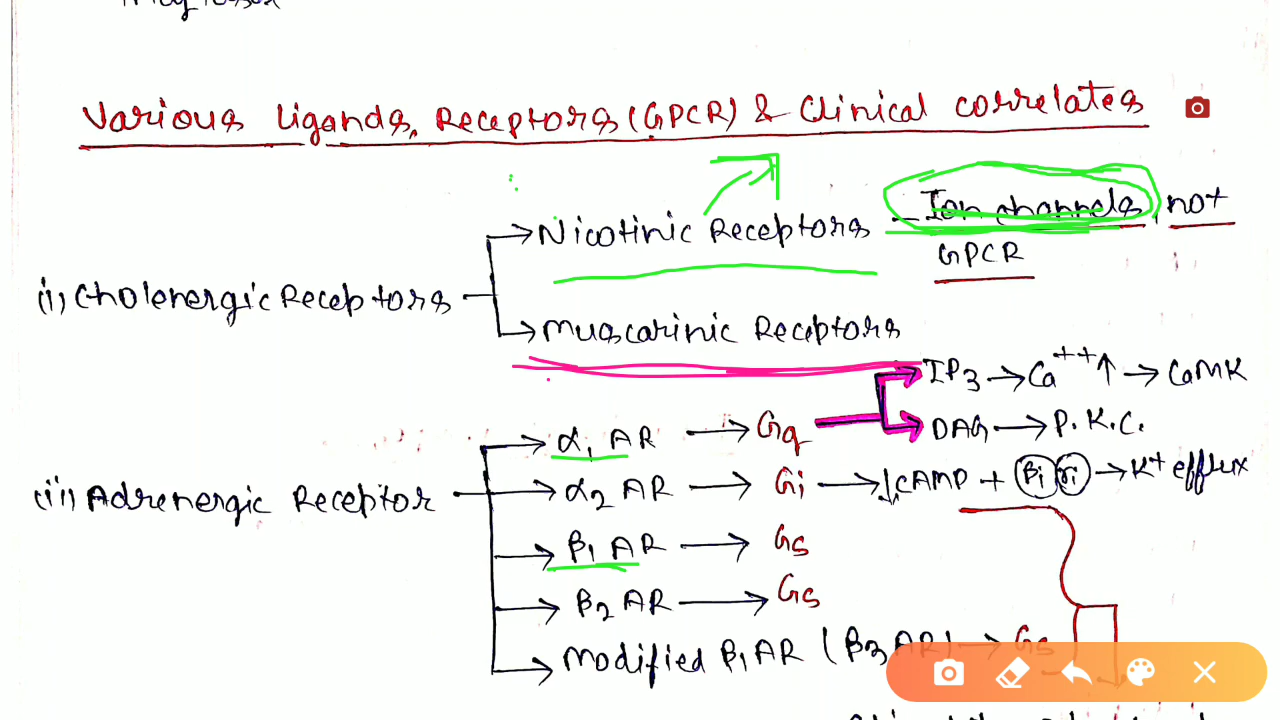 Various Ligands, Receptors (GPCR) & Clinical correlates
Nicotinic Receptors - Ion channels, not
GPCR
(i) Cholenergic Receptors
Muscarinic Receptors
IP3 → Ca++ ↑ → CaMK
α1 AR → Gq
DAG → P.K.C.
(ii) Adrenergic Receptor
α2 AR → Gi → ↓cAMP + βi γi → K+ efflux
β1 AR → Gs
β2 AR → Gs
Modified β1 AR (β3 AR) → Gs